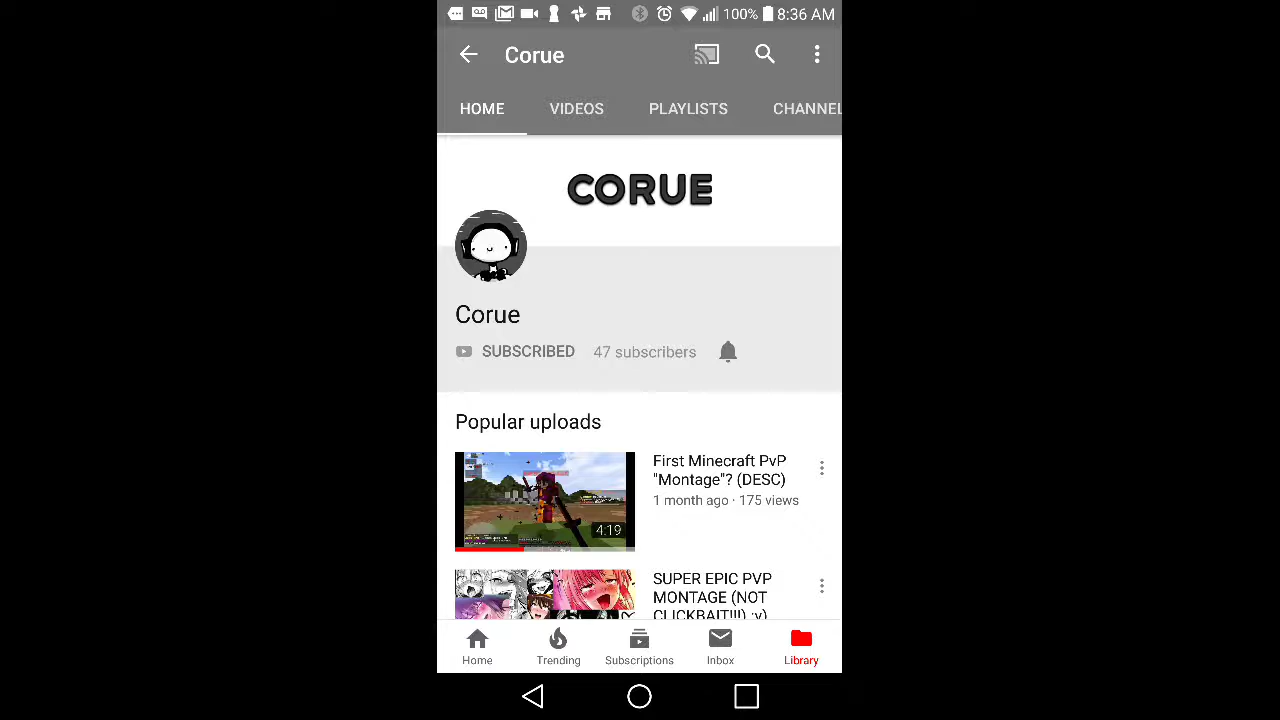 100% 8:36 AM
Corue
HOME VIDEOS PLAYLISTS CHANNEL
CORUE
Corue
SUBSCRIBED 47 subscribers
Popular uploads
First Minecraft PvP
"Montage"? (DESC)
1 month ago · 175 views
4:19
SUPER EPIC PVP
MONTAGE (NOT
CLICKBAIT!!!) :v)
Home Trending Subscriptions Inbox Library